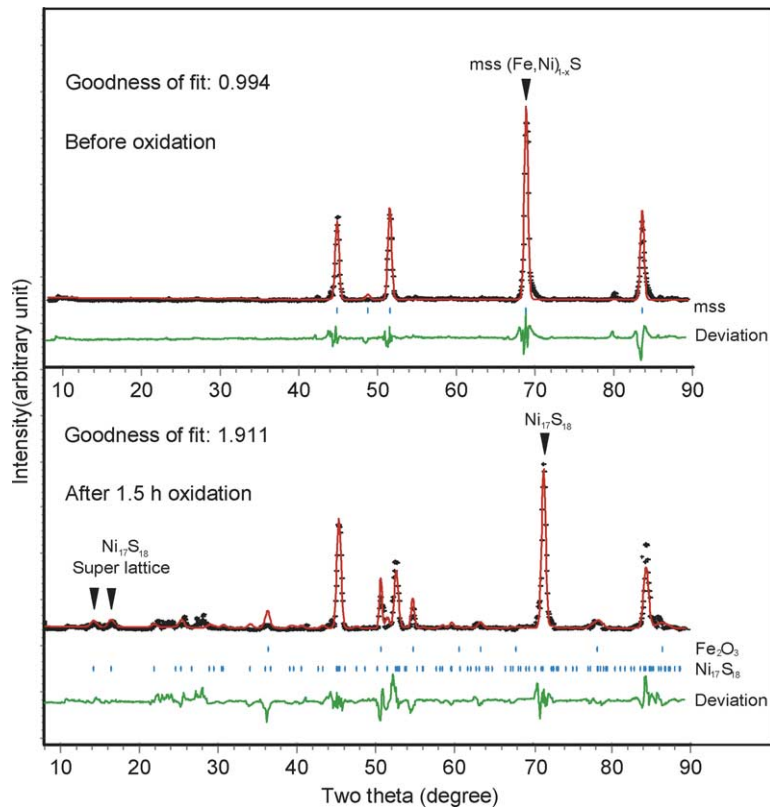 mss (Fe,Ni)₁₋ₓS
Goodness of fit: 0.994
Before oxidation
mss
Deviation
10 20 30 40 50 60 70 80 90
Intensity(arbitrary unit)
Goodness of fit: 1.911
Ni₁₇S₁₈
After 1.5 h oxidation
Ni₁₇S₁₈
Super lattice
Fe₂O₃
Ni₁₇S₁₈
Deviation
10 20 30 40 50 60 70 80 90
Two theta (degree)